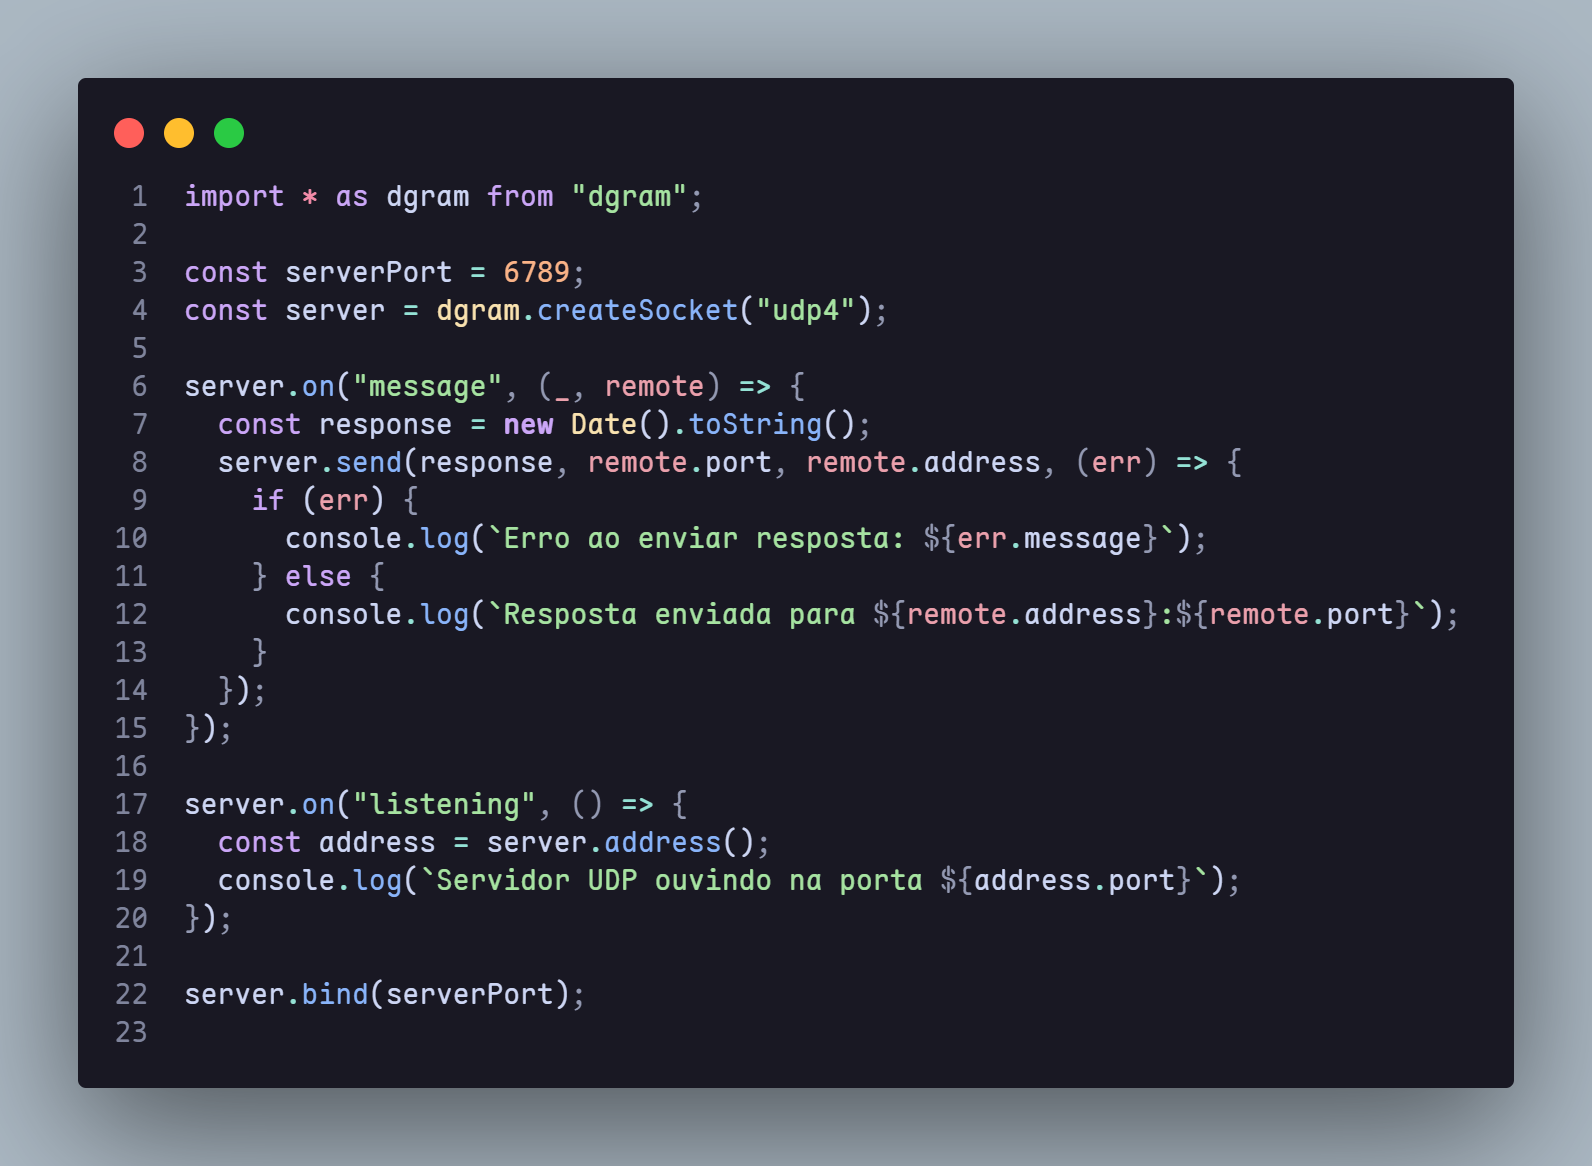 1 import * as dgram from "dgram";
2
3 const serverPort = 6789;
4 const server = dgram.createSocket("udp4");
5
6 server.on("message", (_, remote) => {
7   const response = new Date().toString();
8   server.send(response, remote.port, remote.address, (err) => {
9     if (err) {
10       console.log(`Erro ao enviar resposta: ${err.message}`);
11     } else {
12       console.log(`Resposta enviada para ${remote.address}:${remote.port}`);
13     }
14   });
15 });
16
17 server.on("listening", () => {
18   const address = server.address();
19   console.log(`Servidor UDP ouvindo na porta ${address.port}`);
20 });
21
22 server.bind(serverPort);
23